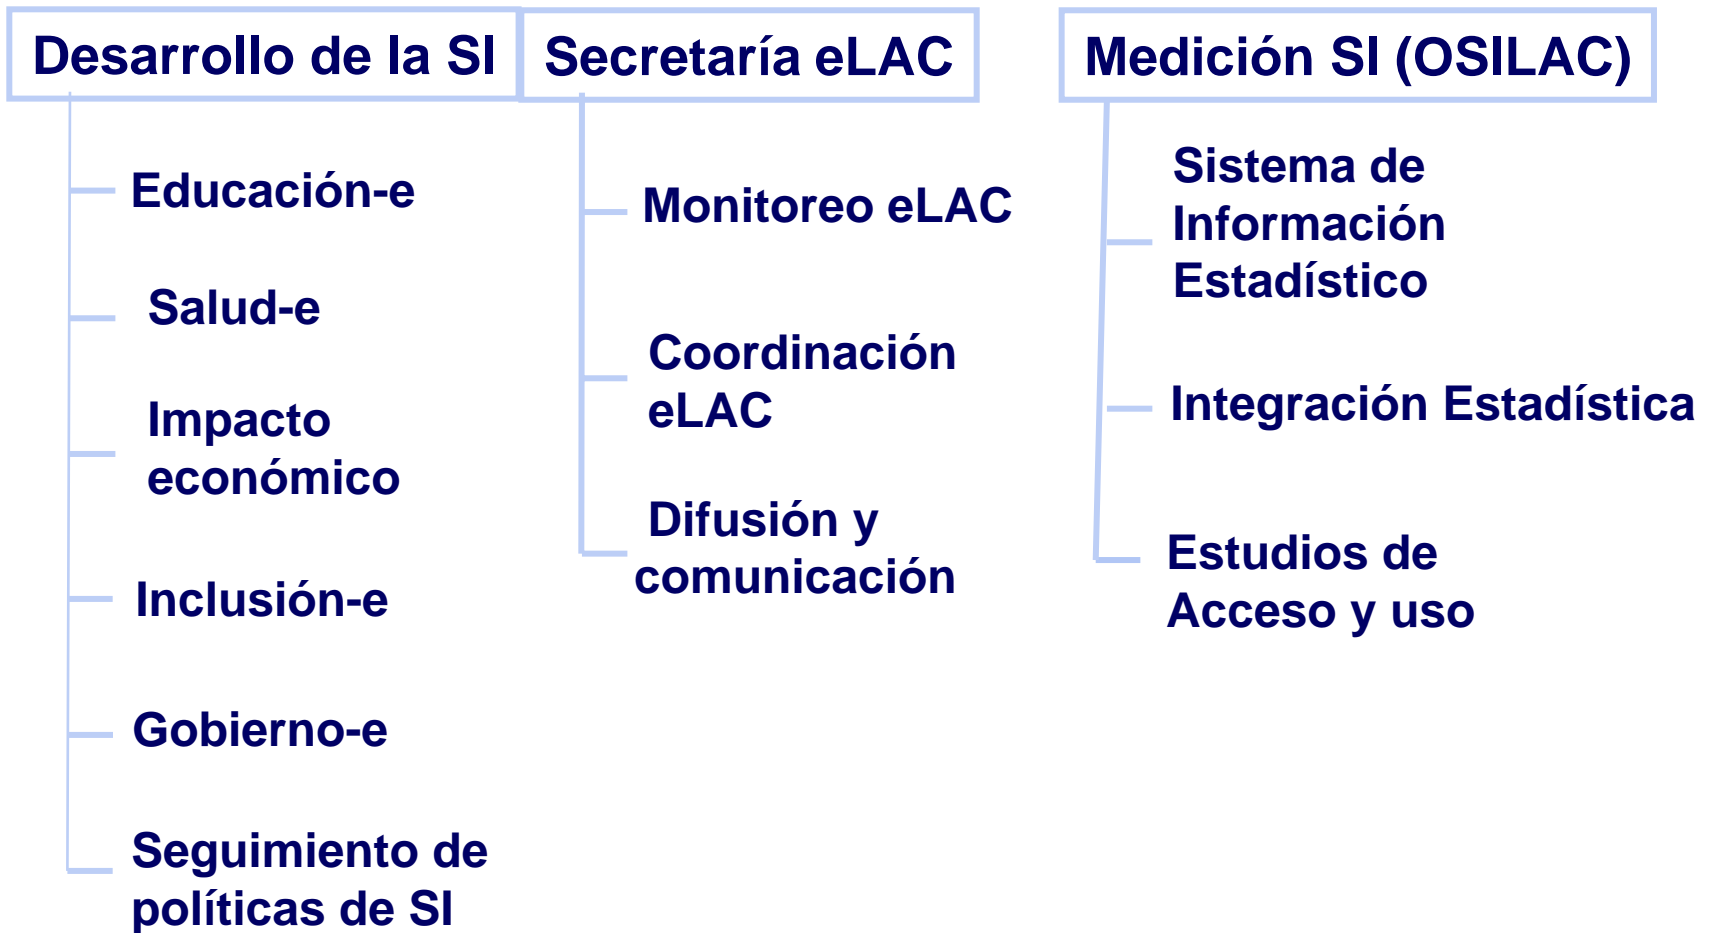 Desarrollo de la SI
Educación-e
Salud-e
Impacto
económico
Inclusión-e
Gobierno-e
Seguimiento de
políticas de SI
Secretaría eLAC
Monitoreo eLAC
Coordinación
eLAC
Difusión y
comunicación
Medición SI (OSILAC)
Sistema de
Información
Estadístico
Integración Estadística
Estudios de
Acceso y uso